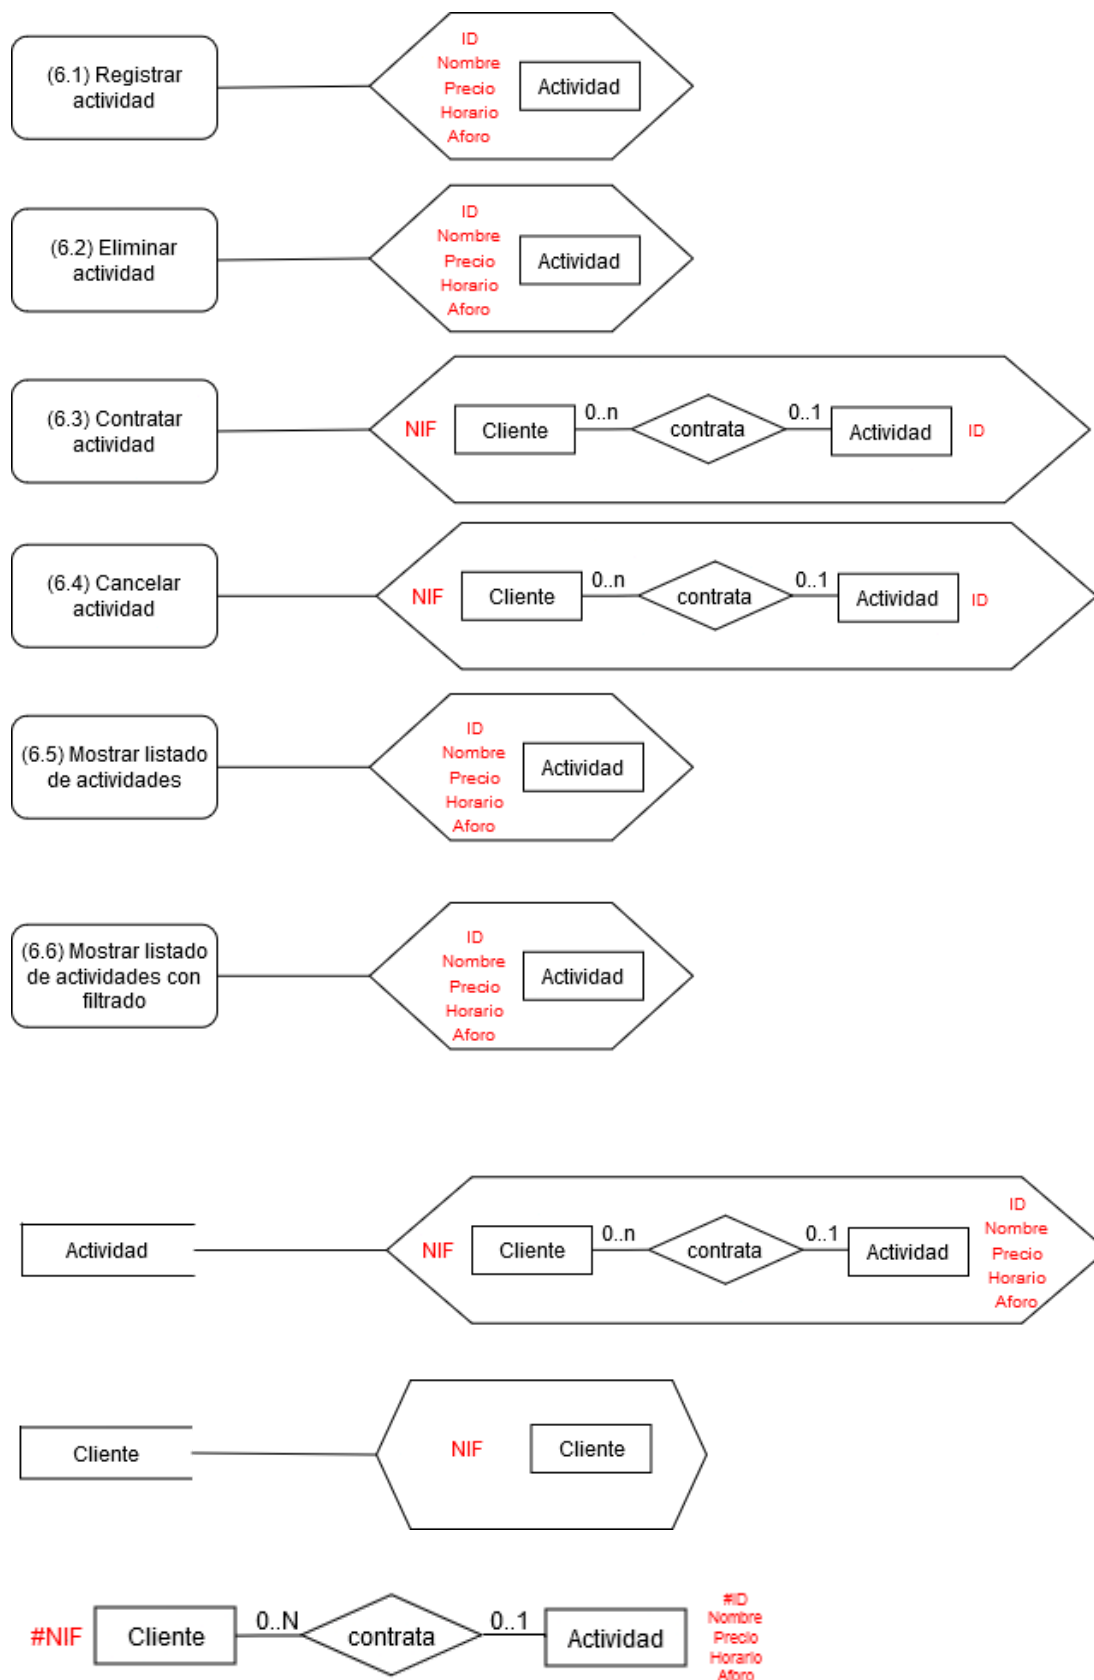 (6.1) Registrar
actividad
ID
Nombre
Precio
Horario
Aforo
Actividad
(6.2) Eliminar
actividad
ID
Nombre
Precio
Horario
Aforo
Actividad
(6.3) Contratar
actividad
NIF
Cliente
0..n
contrata
0..1
Actividad
ID
(6.4) Cancelar
actividad
NIF
Cliente
0..n
contrata
0..1
Actividad
ID
(6.5) Mostrar listado
de actividades
ID
Nombre
Precio
Horario
Aforo
Actividad
(6.6) Mostrar listado
de actividades con
filtrado
ID
Nombre
Precio
Horario
Aforo
Actividad
Actividad
NIF
Cliente
0..n
contrata
0..1
Actividad
ID
Nombre
Precio
Horario
Aforo
Cliente
NIF
Cliente
#NIF
Cliente
0..N
contrata
0..1
Actividad
#ID
Nombre
Precio
Horario
Aforo